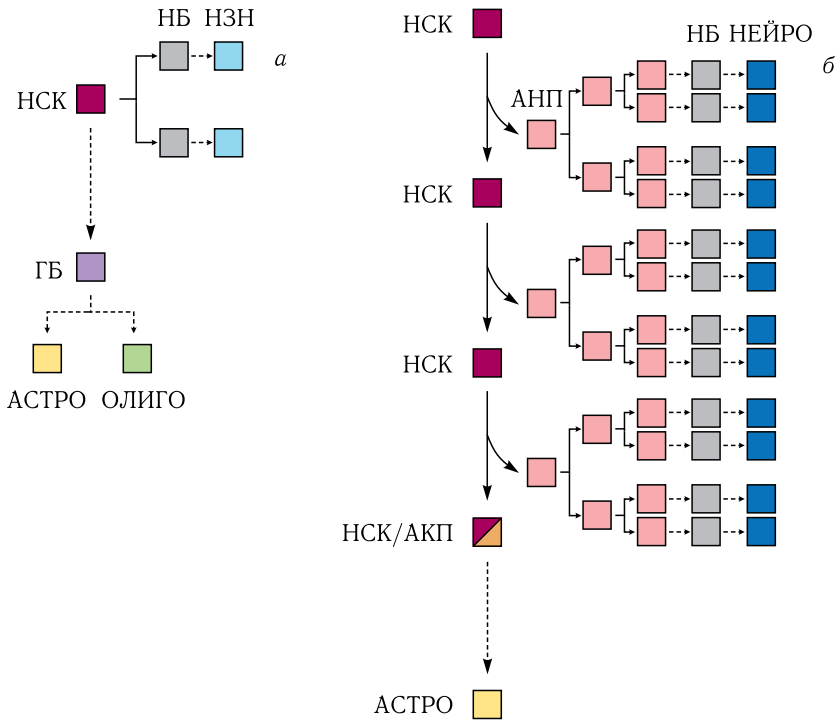 НБ НЗН
а
НСК
ГБ
АСТРО ОЛИГО
НСК
НБ НЕЙРО
б
АНП
НСК
НСК
НСК/АКП
АСТРО